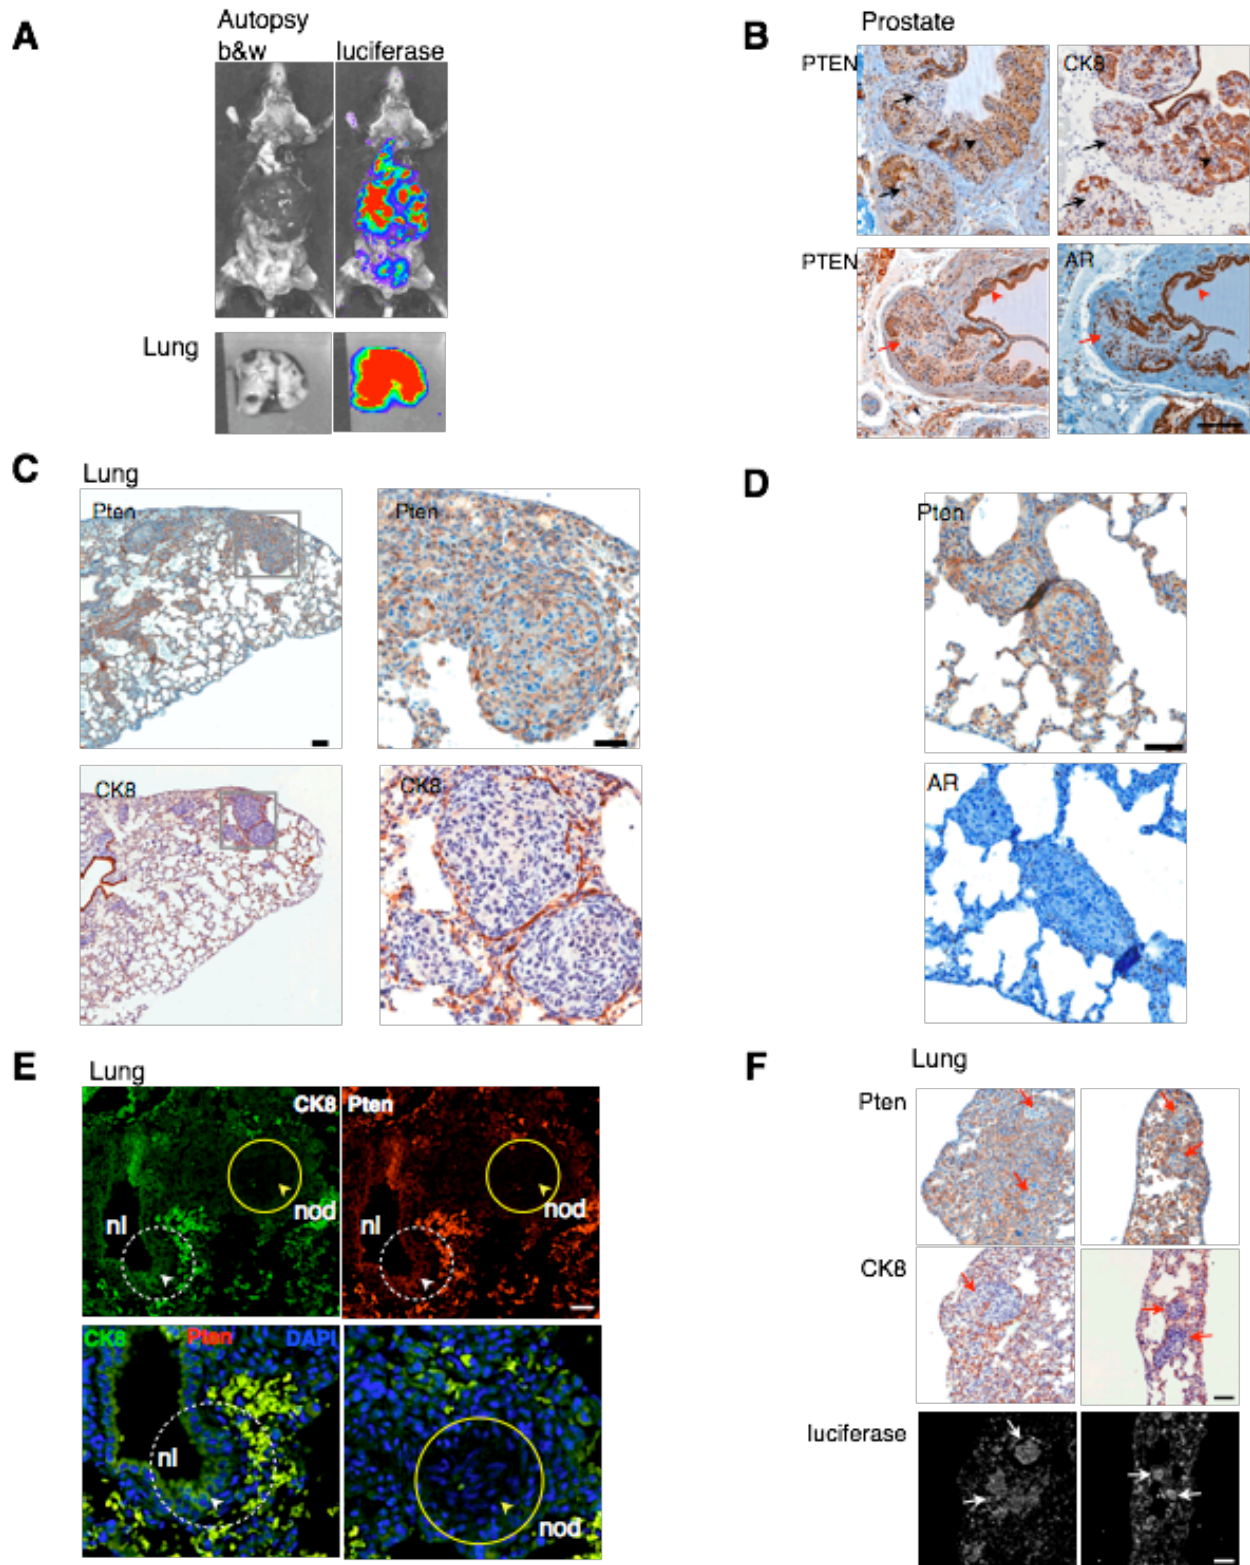 A
Autopsy
b&w
luciferase
Lung
B
Prostate
PTEN
CK8
PTEN
AR
C
Lung
Pten
Pten
CK8
CK8
D
Pten
AR
E
Lung
CK8
Pten
nl
nod
nl
nod
CK8
Pten
DAPI
nl
nod
F
Lung
Pten
CK8
luciferase